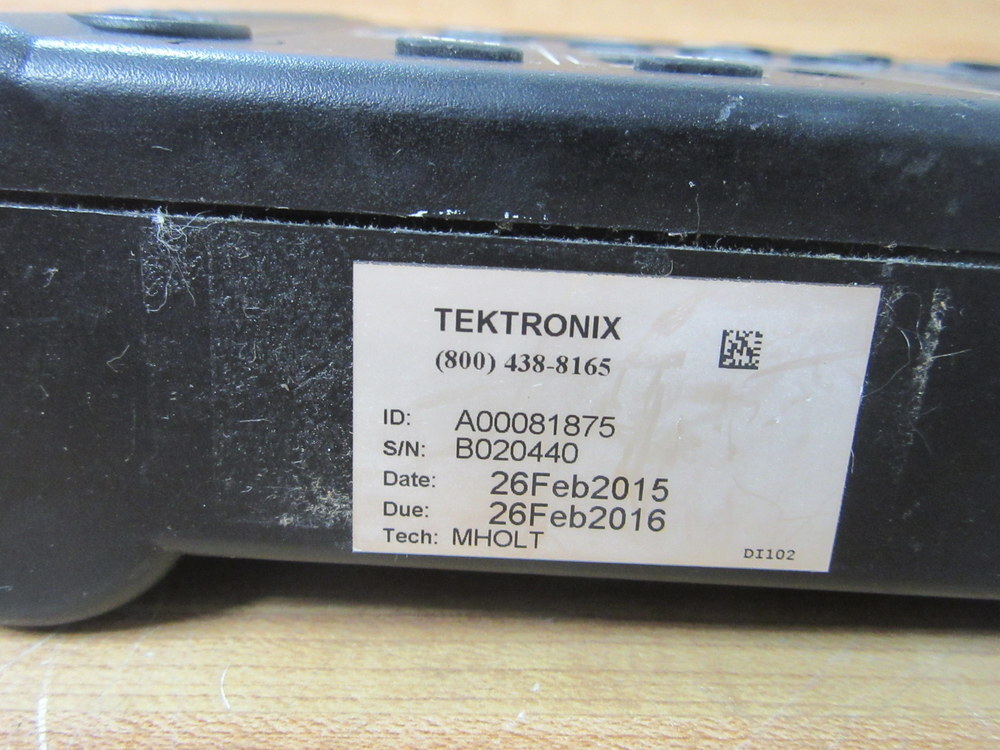 TEKTRONIX
(800) 438-8165
ID: A00081875
S/N: B020440
Date: 26Feb2015
Due: 26Feb2016
Tech: MHOLT
DI102